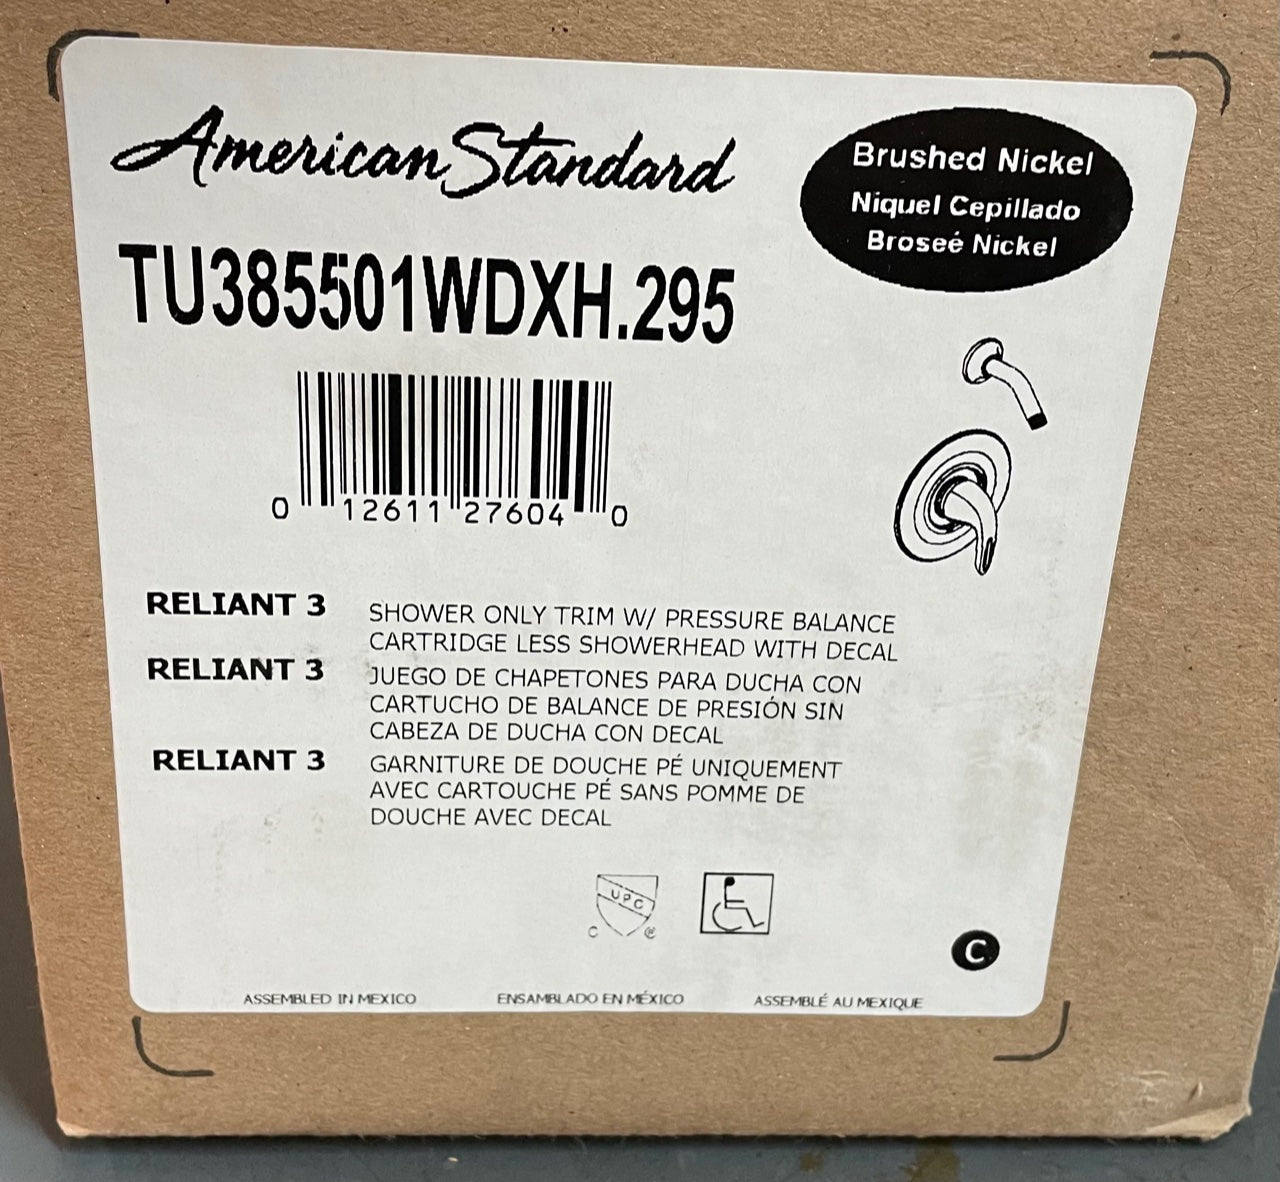 American Standard
Brushed Nickel
Niquel Cepillado
Broseé Nickel
TU385501WDXH.295
0 12611 27604 0
RELIANT 3 SHOWER ONLY TRIM W/ PRESSURE BALANCE
CARTRIDGE LESS SHOWERHEAD WITH DECAL
RELIANT 3 JUEGO DE CHAPETONES PARA DUCHA CON
CARTUCHO DE BALANCE DE PRESIÓN SIN
CABEZA DE DUCHA CON DECAL
RELIANT 3 GARNITURE DE DOUCHE PÉ UNIQUEMENT
AVEC CARTOUCHE PÉ SANS POMME DE
DOUCHE AVEC DECAL
UPC
C ®
C
ASSEMBLED IN MEXICO ENSAMBLADO EN MÉXICO ASSEMBLÉ AU MEXIQUE